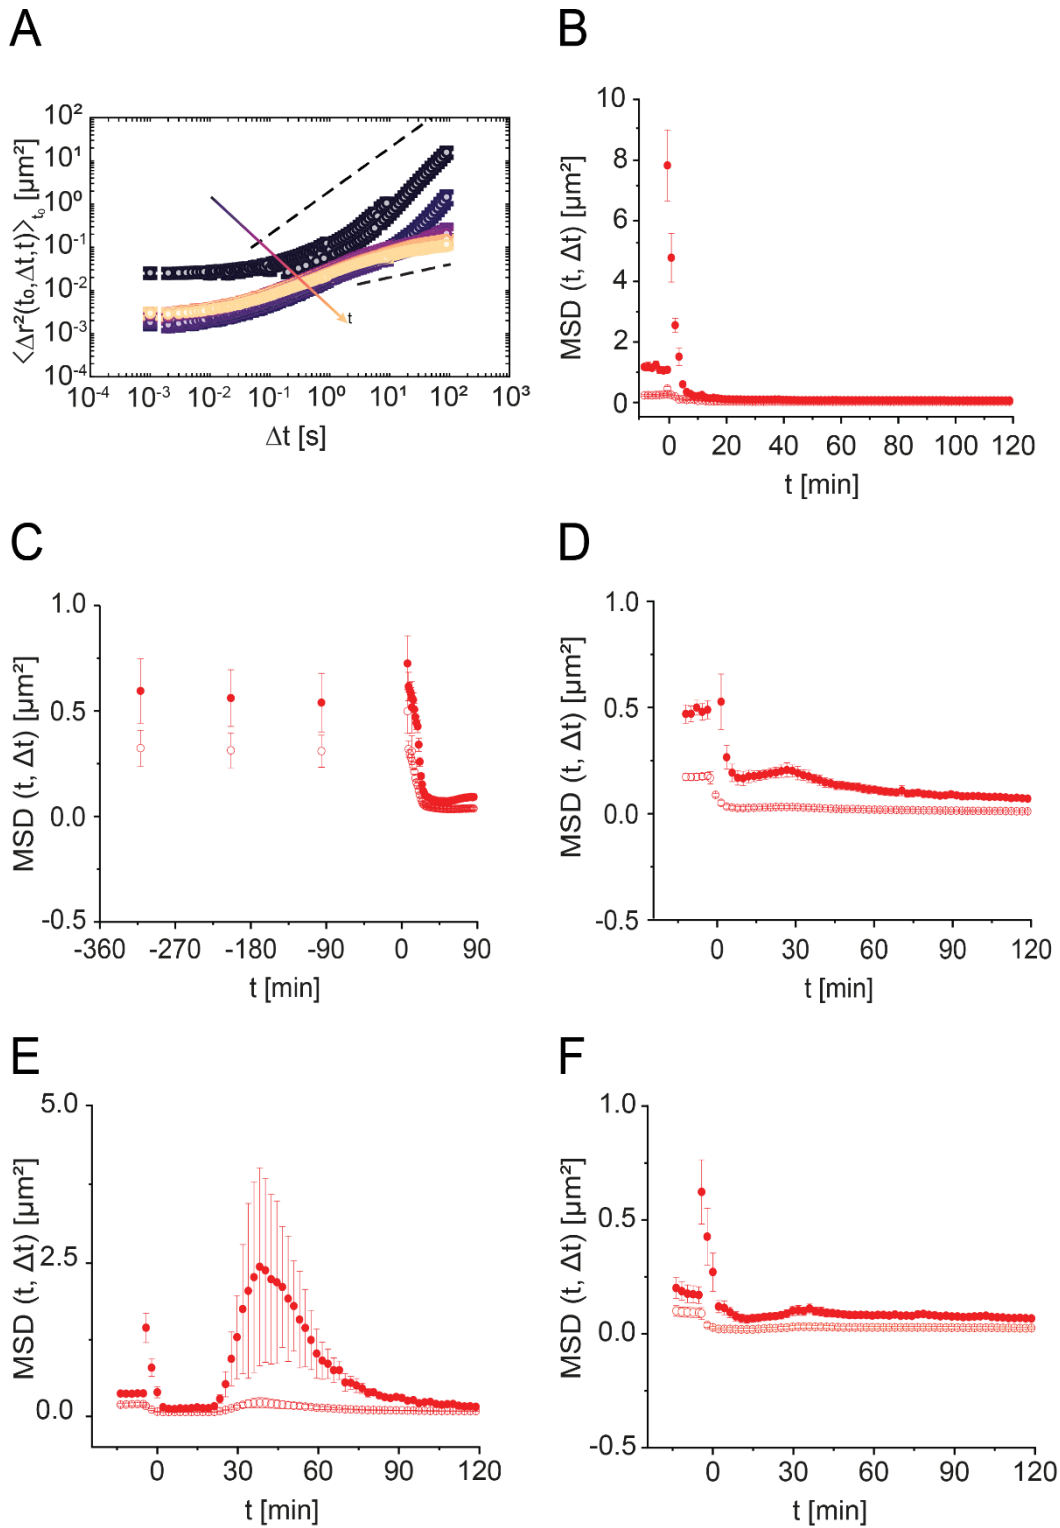 A
<Δr²(t₀,Δt,t)>t₀ [μm²]
10²
10¹
10⁰
10⁻¹
10⁻²
10⁻³
10⁻⁴
t
10⁻⁴ 10⁻³ 10⁻² 10⁻¹ 10⁰ 10¹ 10² 10³
Δt [s]
B
MSD (t, Δt) [μm²]
10
8
6
4
2
0
0 20 40 60 80 100 120
t [min]
C
MSD (t, Δt) [μm²]
1.0
0.5
0.0
-0.5
-360 -270 -180 -90 0 90
t [min]
D
MSD (t, Δt) [μm²]
1.0
0.5
0.0
-0.5
0 30 60 90 120
t [min]
E
MSD (t, Δt) [μm²]
5.0
2.5
0.0
0 30 60 90 120
t [min]
F
MSD (t, Δt) [μm²]
1.0
0.5
0.0
-0.5
0 30 60 90 120
t [min]